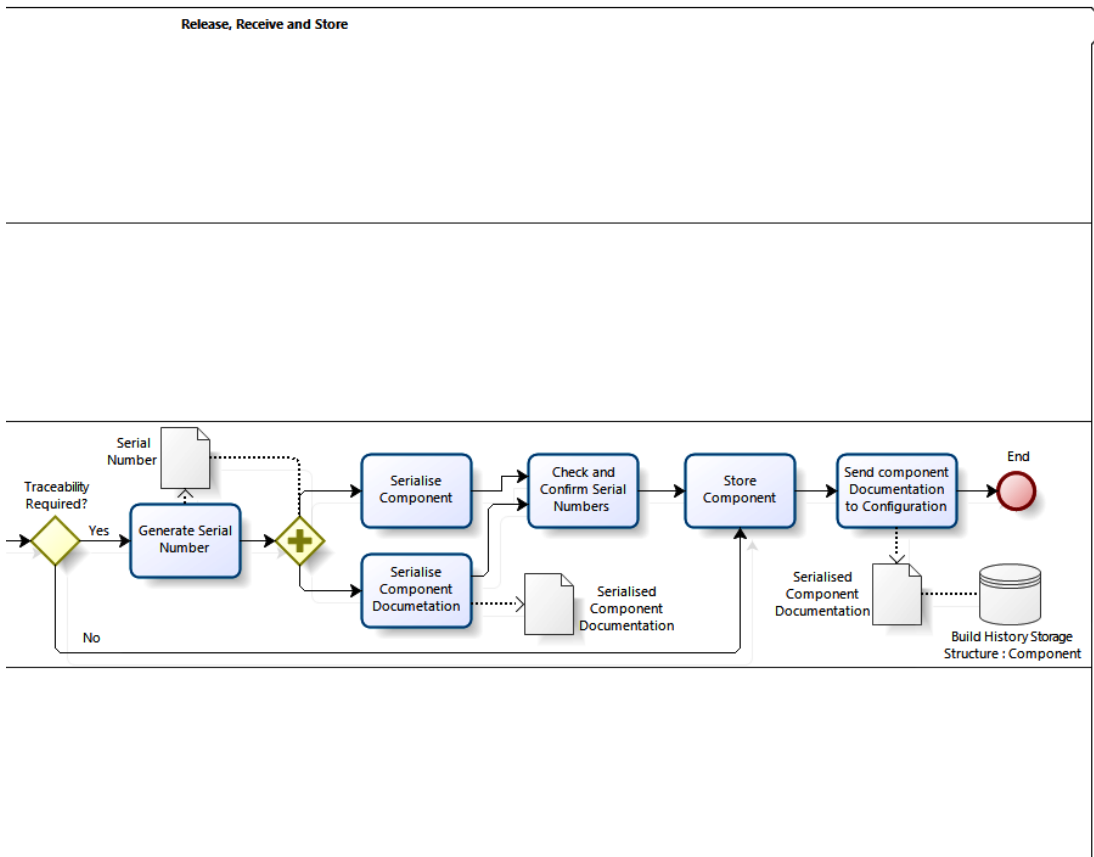 Release, Receive and Store
Serial
Number
Traceability
Required?
Yes
No
Generate Serial
Number
Serialise
Component
Serialise
Component
Documetation
Serialised
Component
Documentation
Check and
Confirm Serial
Numbers
Store
Component
Send component
Documentation
to Configuration
End
Serialised
Component
Documentation
Build History Storage
Structure : Component